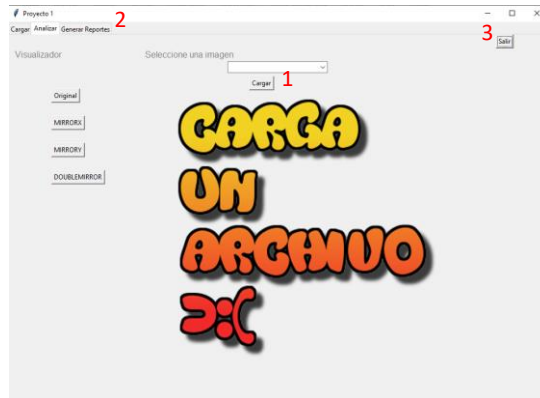 Proyecto 1
Cargar Analizar Generar Reportes 2
3 Salir
Visualizador Seleccione una imagen
Cargar 1
Original
MIRRORX
MIRRORY
DOUBLEMIRROR
CARGA
UN
ARCHIVO
>:(